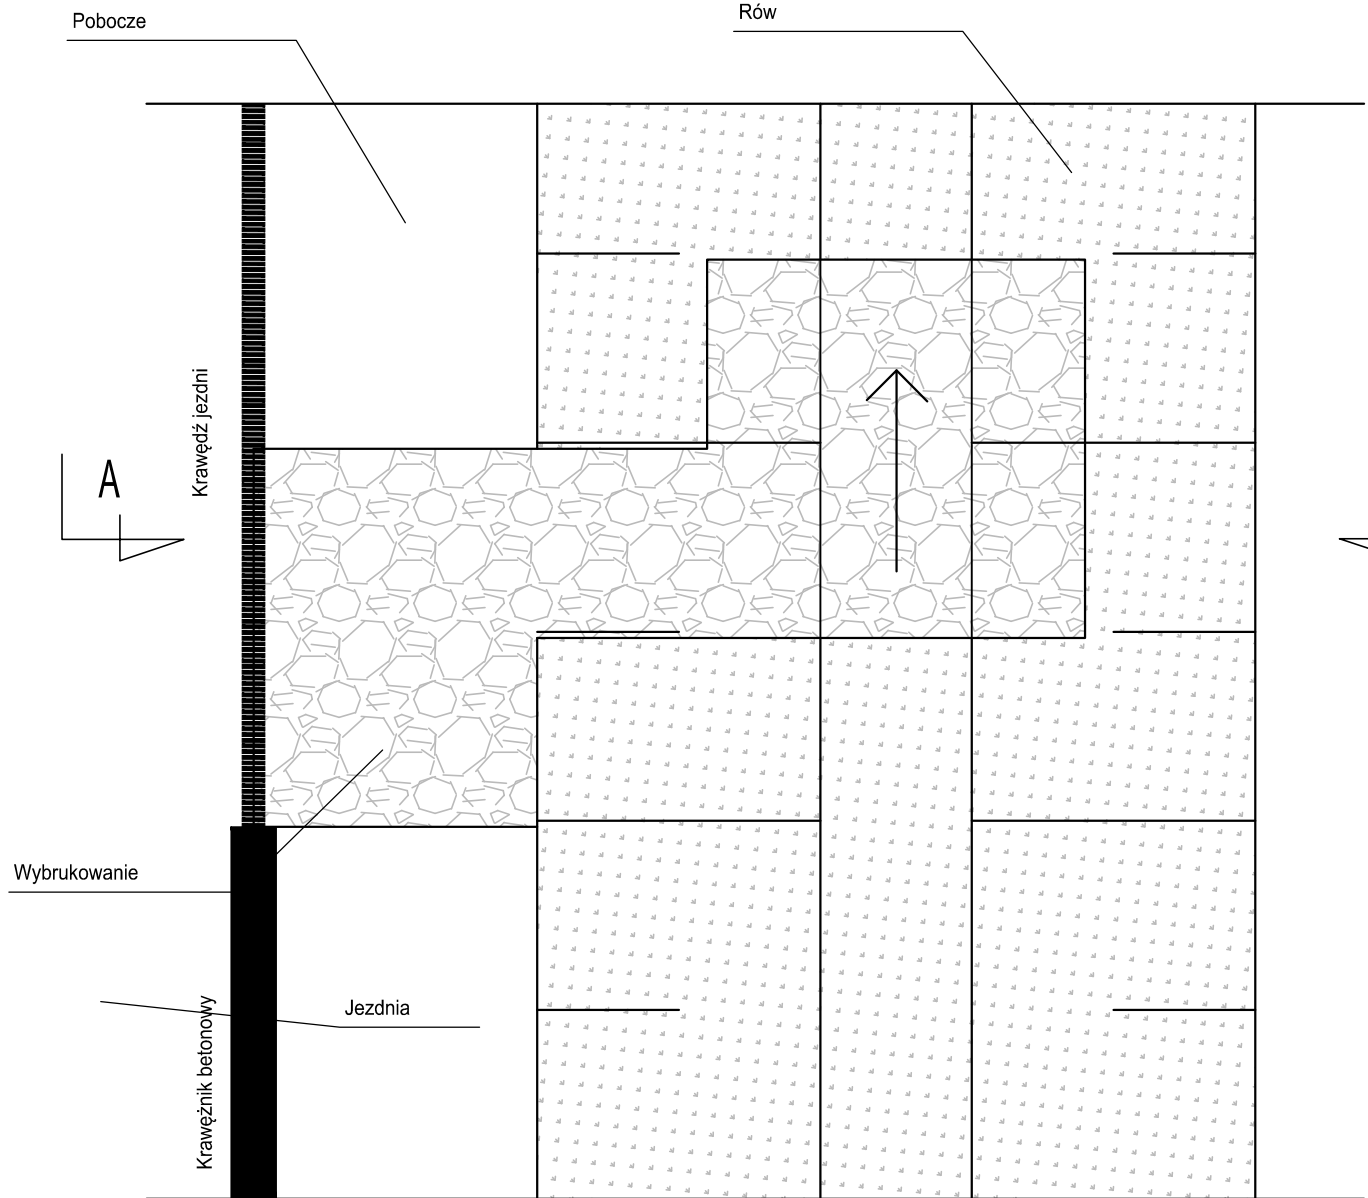 Pobocze
Rów
Krawędź jezdni
A
Wybrukowanie
Jezdnia
Krawężnik betonowy